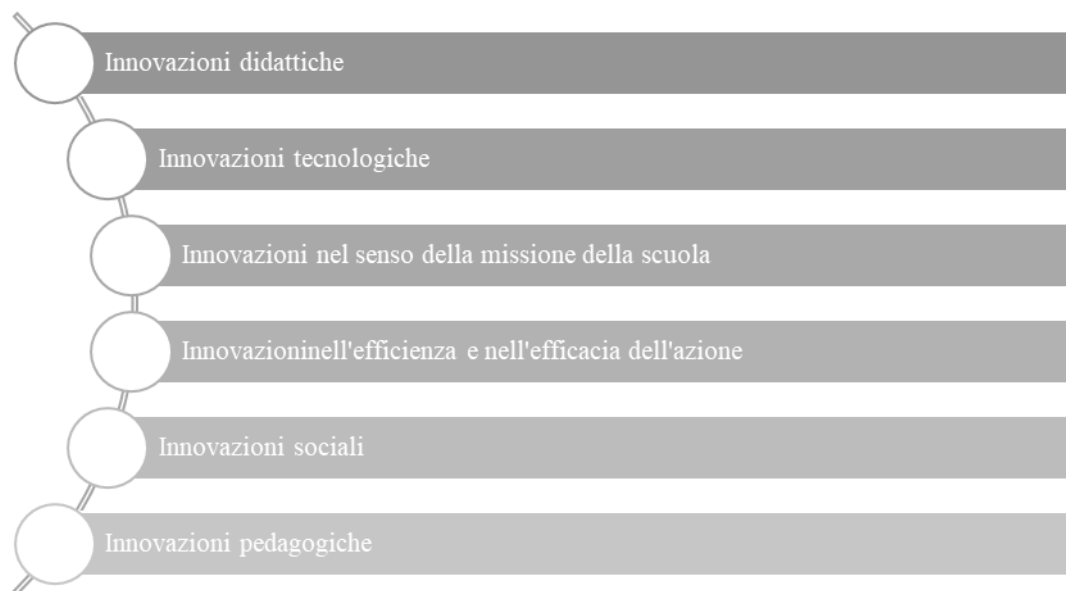 Innovazioni didattiche
Innovazioni tecnologiche
Innovazioni nel senso della missione della scuola
Innovazioninell'efficienza e nell'efficacia dell'azione
Innovazioni sociali
Innovazioni pedagogiche